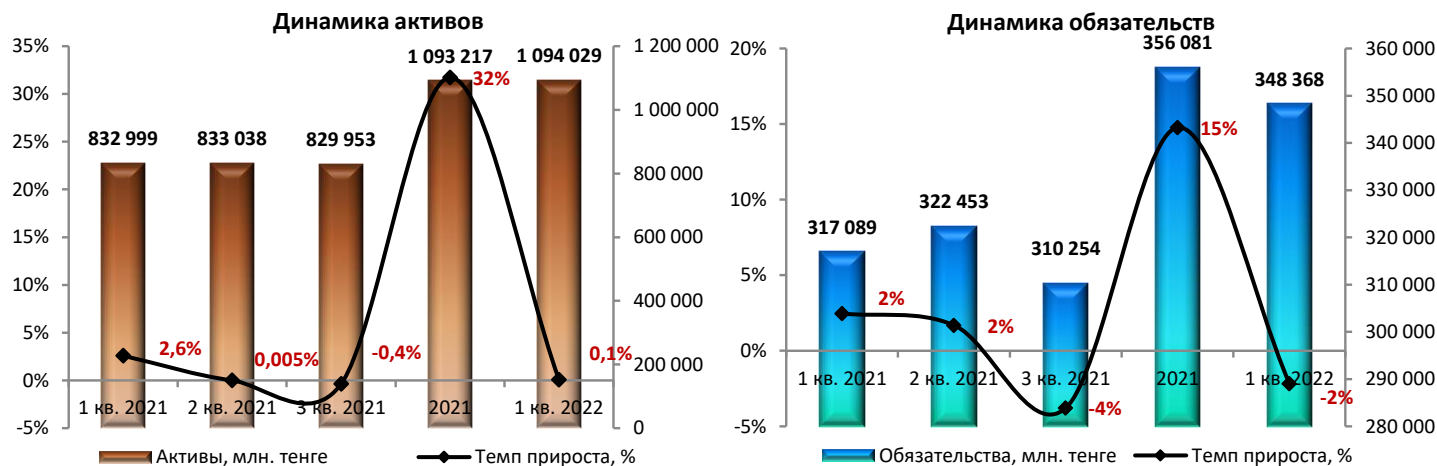 Динамика активов
35%
30%
25%
20%
15%
10%
5%
0%
-5%
1 200 000
1 000 000
800 000
600 000
400 000
200 000
0
832 999
833 038
829 953
1 093 217
1 094 029
2,6%
0,005%
-0,4%
32%
0,1%
1 кв. 2021
2 кв. 2021
3 кв. 2021
2021
1 кв. 2022
Активы, млн. тенге
Темп прироста, %
Динамика обязательств
20%
15%
10%
5%
0%
-5%
360 000
350 000
340 000
330 000
320 000
310 000
300 000
290 000
280 000
317 089
322 453
310 254
356 081
348 368
2%
2%
-4%
15%
-2%
1 кв. 2021
2 кв. 2021
3 кв. 2021
2021
1 кв. 2022
Обязательства, млн. тенге
Темп прироста, %